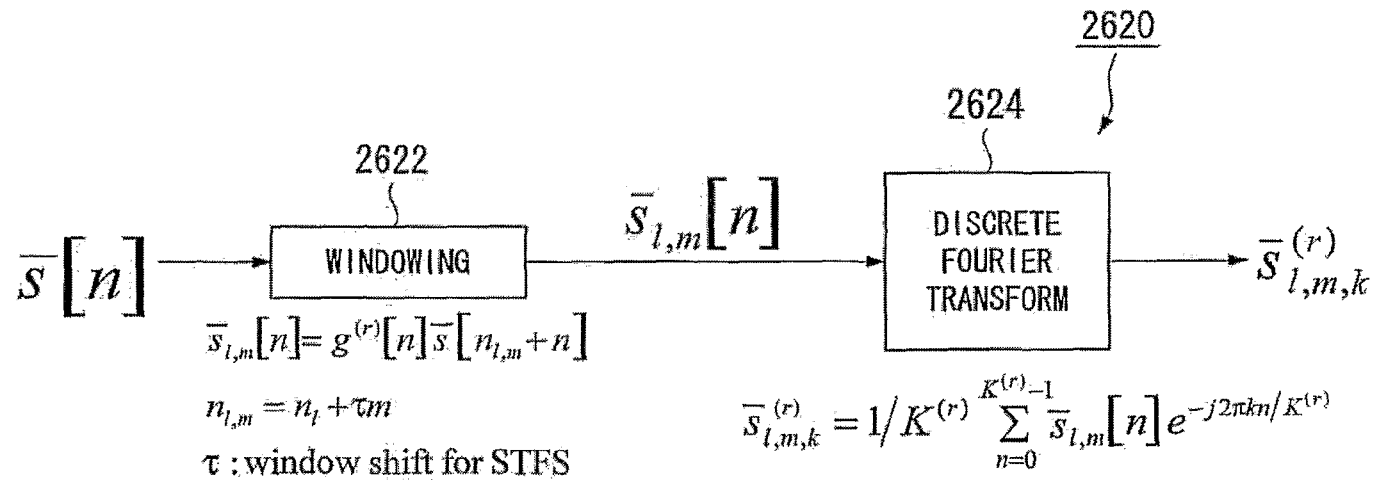 2620
2624
2622
s̄[n]
WINDOWING
s̄_{l,m}[n]
DISCRETE
FOURIER
TRANSFORM
s̄^{(r)}_{l,m,k}
s̄_{l,m}[n]= g^{(r)}[n] s̄[n_{l,m}+n]
n_{l,m} = n_l + τm
τ : window shift for STFS
s̄_{l,m,k}^{(r)} = 1/K^{(r)} ∑_{n=0}^{K^{(r)}-1} s̄_{l,m}[n] e^{-j2πkn/K^{(r)}}